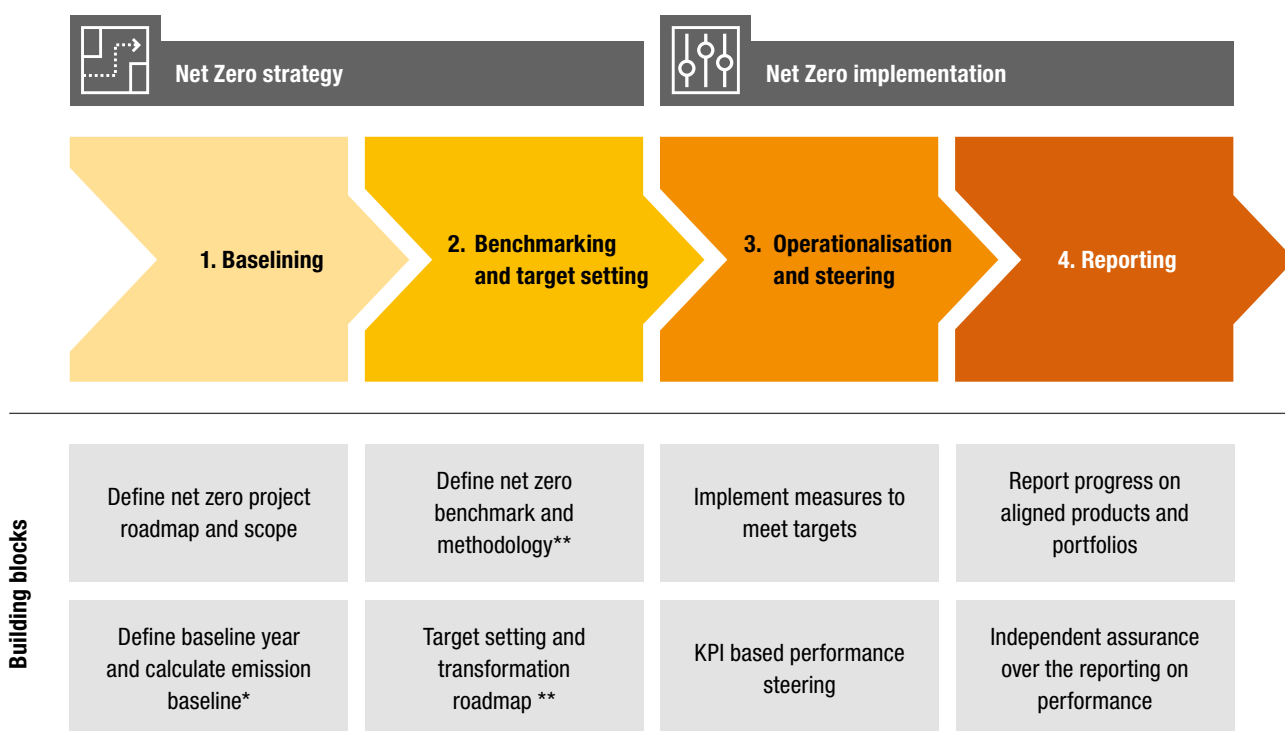 Net Zero strategy
Net Zero implementation
1. Baselining
2. Benchmarking
and target setting
3. Operationalisation
and steering
4. Reporting
Building blocks
Define net zero project
roadmap and scope
Define net zero
benchmark and
methodology**
Implement measures to
meet targets
Report progress on
aligned products and
portfolios
Define baseline year
and calculate emission
baseline*
Target setting and
transformation
roadmap **
KPI based performance
steering
Independent assurance
over the reporting on
performance